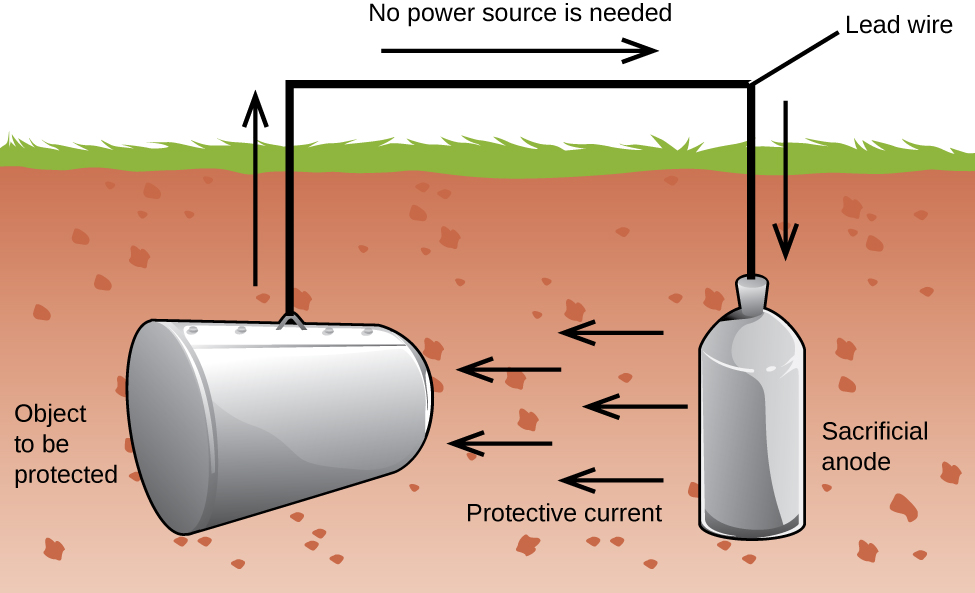 No power source is needed
Lead wire
Object
to be
protected
Sacrificial
anode
Protective current